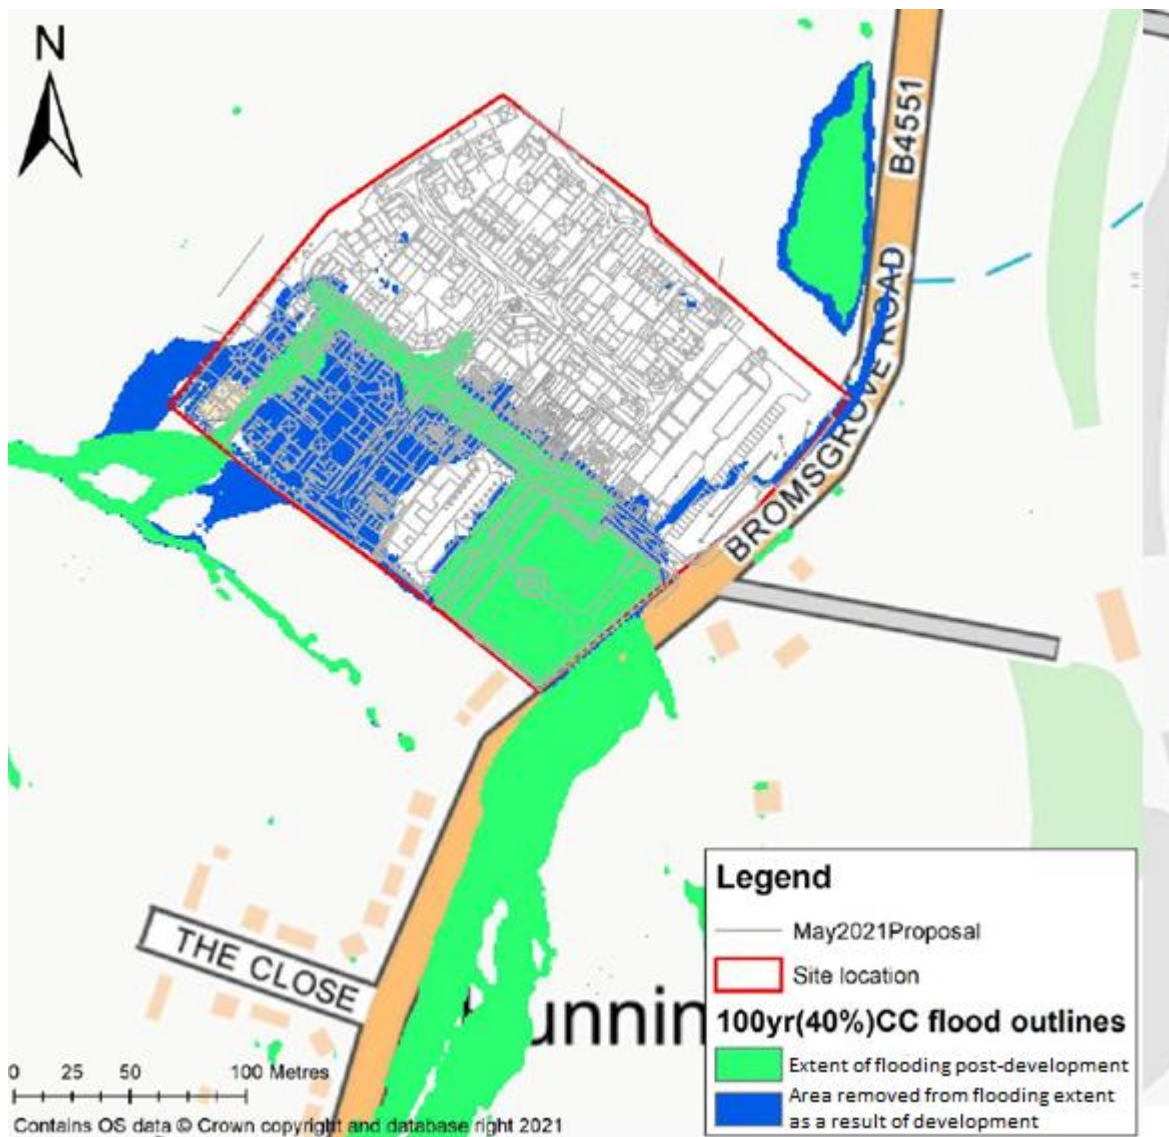 N
B4551
BROMSGROVE ROAD
THE CLOSE
unnin
Legend
May2021Proposal
Site location
100yr(40%)CC flood outlines
Extent of flooding post-development
Area removed from flooding extent
as a result of development
0 25 50 100 Metres
Contains OS data © Crown copyright and database right 2021